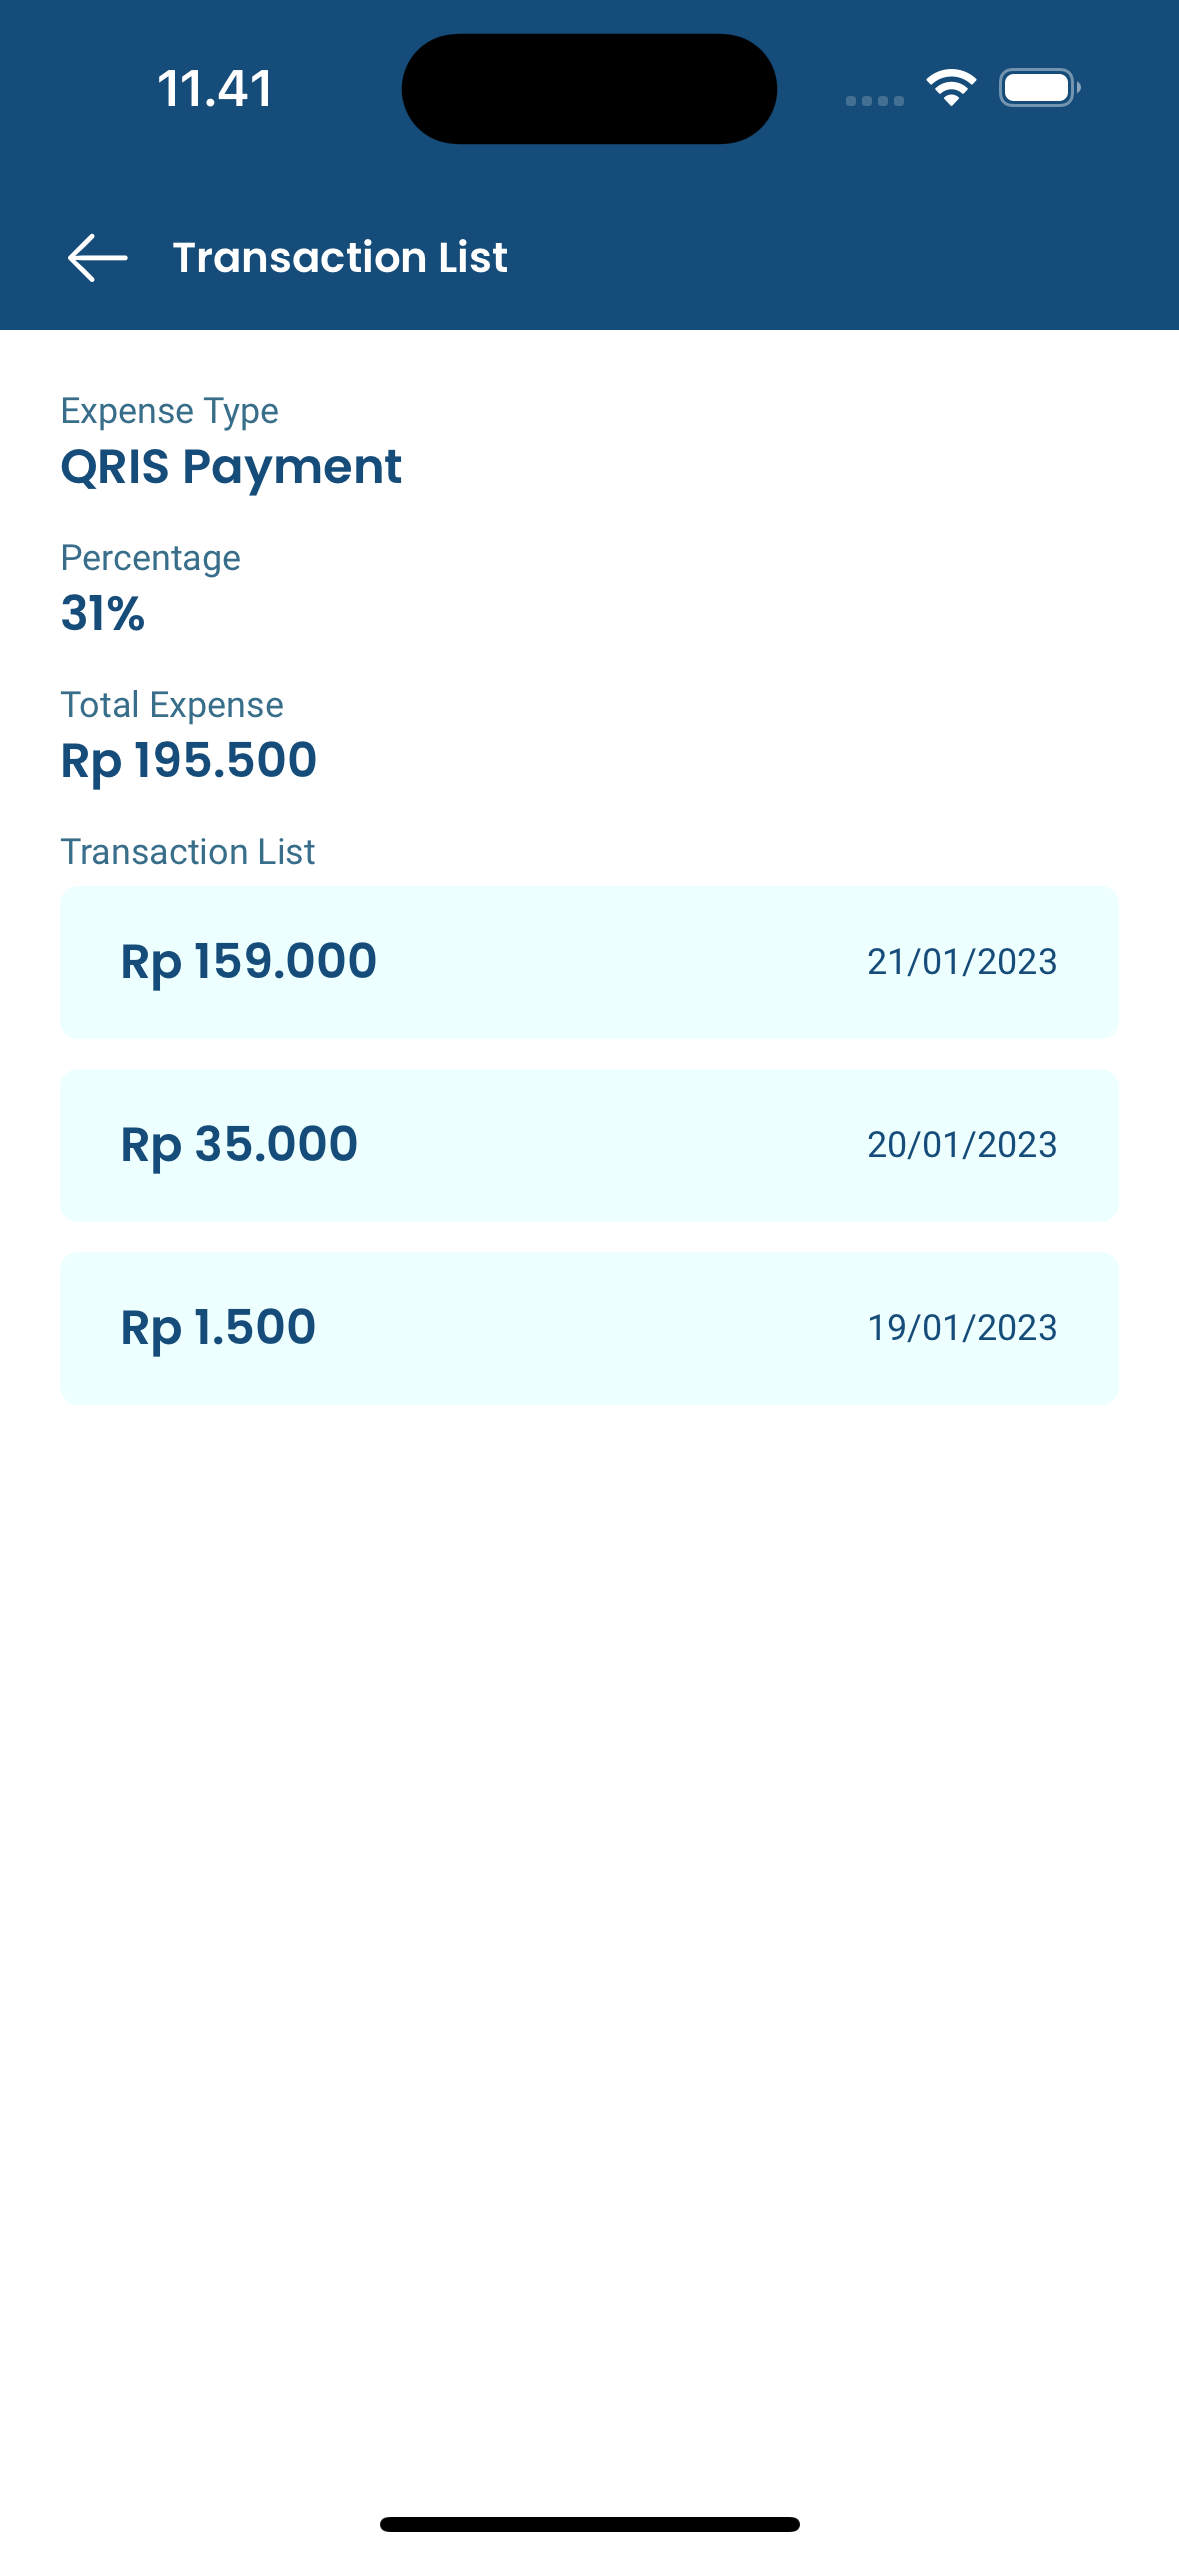 11.41
Transaction List
Expense Type
QRIS Payment
Percentage
31%
Total Expense
Rp 195.500
Transaction List
Rp 159.000 21/01/2023
Rp 35.000 20/01/2023
Rp 1.500 19/01/2023